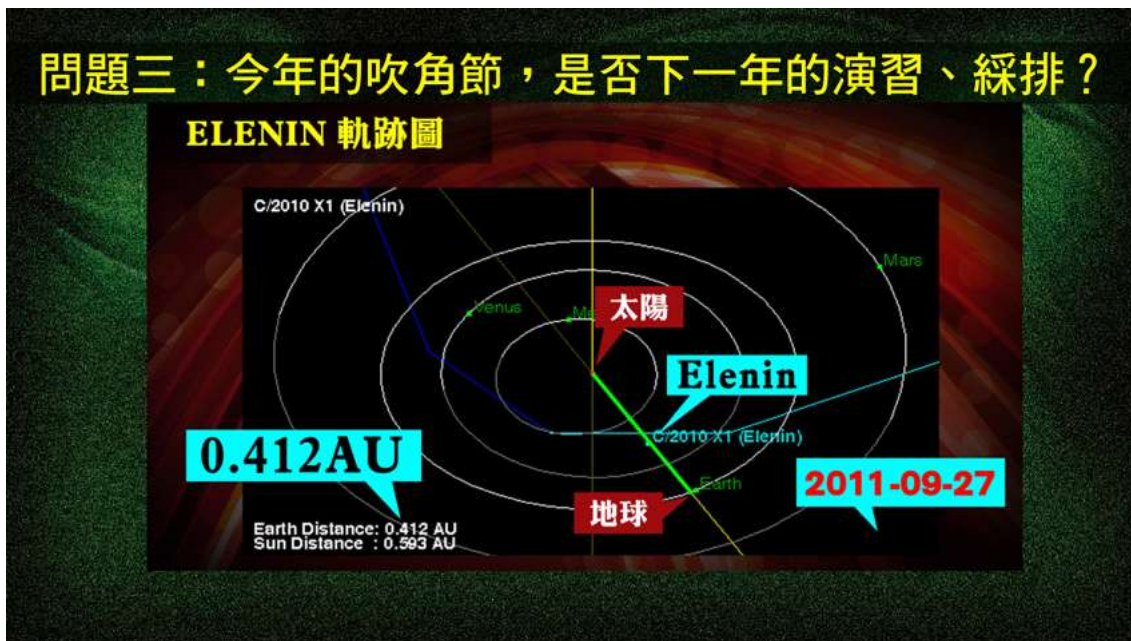 問題三：今年的吹角節，是否下一年的演習、綵排？
ELENIN 軌跡圖
C/2010 X1 (Elenin)
Mars
Venus
太陽
Elenin
C/2010 X1 (Elenin)
0.412AU
Earth
2011-09-27
地球
Earth Distance: 0.412 AU
Sun Distance : 0.593 AU